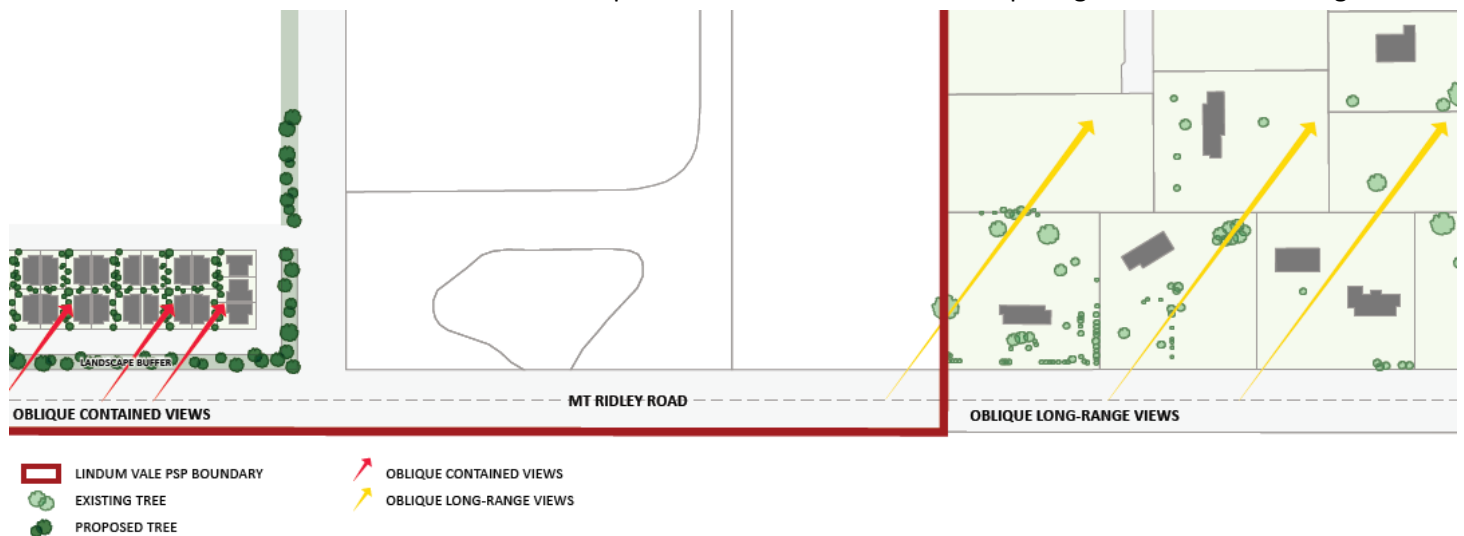 LANDSCAPE BUFFER
OBLIQUE CONTAINED VIEWS
MT RIDLEY ROAD
OBLIQUE LONG-RANGE VIEWS
LINDUM VALE PSP BOUNDARY
EXISTING TREE
PROPOSED TREE
OBLIQUE CONTAINED VIEWS
OBLIQUE LONG-RANGE VIEWS